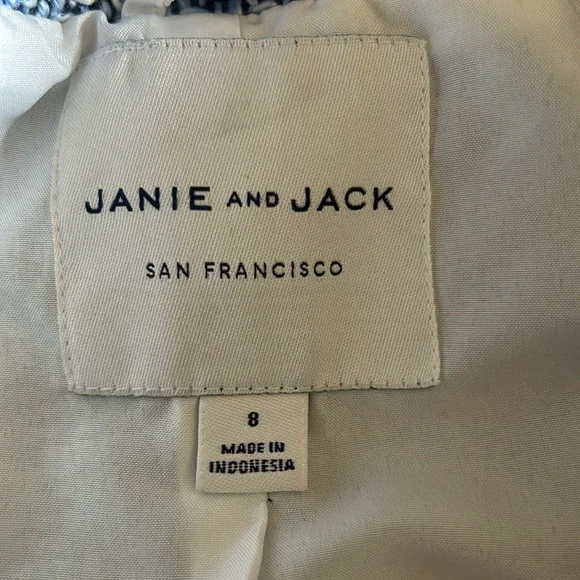 JANIE AND JACK
SAN FRANCISCO
8
MADE IN
INDONESIA